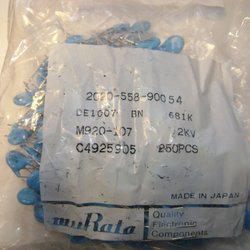 2020-558-90054
DE1007 BN 681K
M920-107 2KV
C4925905 250PCS
MADE IN JAPAN
muRata
Quality
Electronic
Components